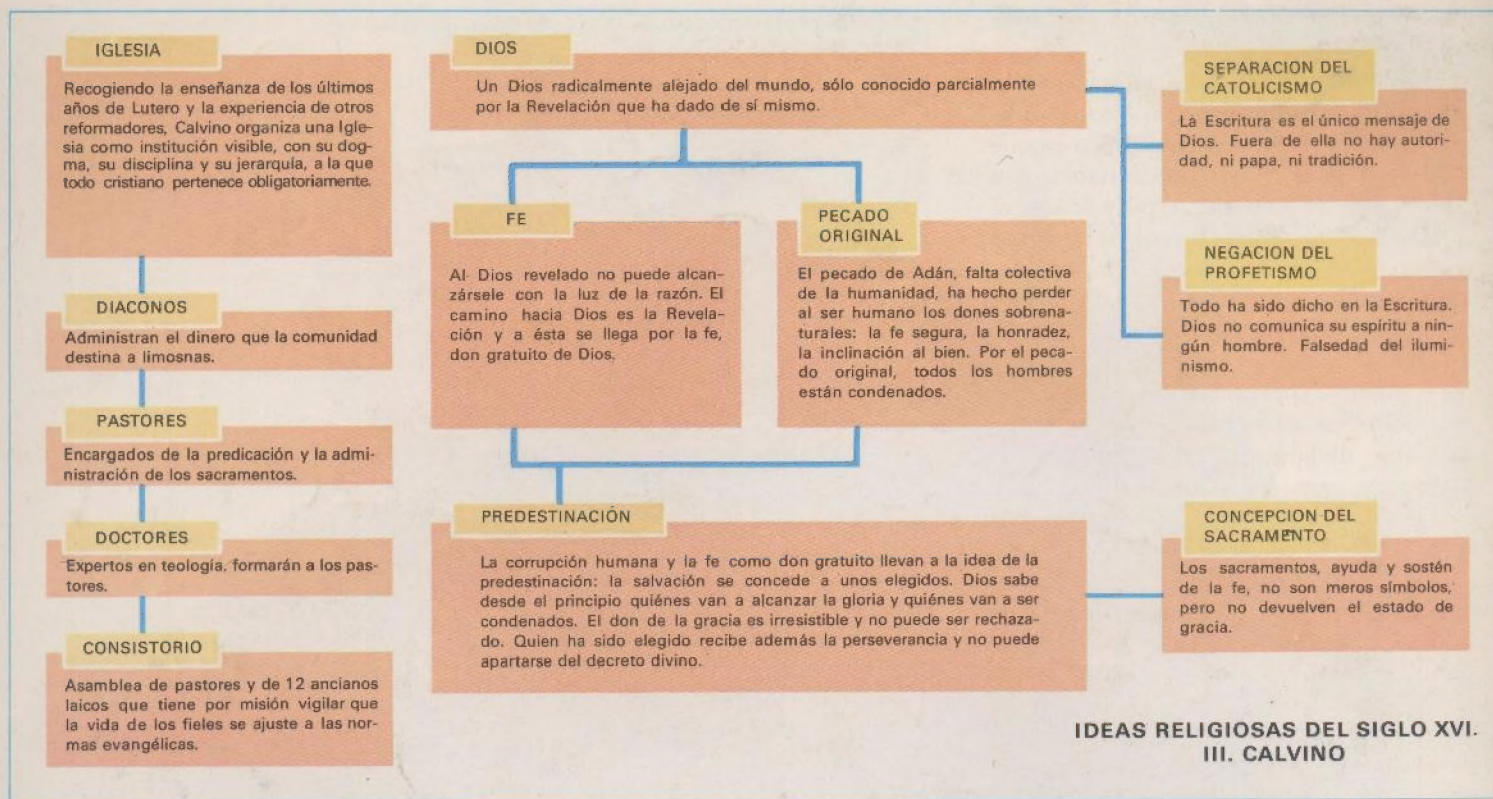 IGLESIA
Recogiendo la enseñanza de los últimos
años de Lutero y la experiencia de otros
reformadores, Calvino organiza una Igle-
sia como institución visible, con su dog-
ma, su disciplina y su jerarquía, a la que
todo cristiano pertenece obligatoriamente.
DIACONOS
Administran el dinero que la comunidad
destina a limosnas.
PASTORES
Encargados de la predicación y la admi-
nistración de los sacramentos.
DOCTORES
Expertos en teología, formarán a los pas-
tores.
CONSISTORIO
Asamblea de pastores y de 12 ancianos
laicos que tiene por misión vigilar que
la vida de los fieles se ajuste a las nor-
mas evangélicas.
DIOS
Un Dios radicalmente alejado del mundo, sólo conocido parcialmente
por la Revelación que ha dado de sí mismo.
FE
Al Dios revelado no puede alcan-
zársele con la luz de la razón. El
camino hacia Dios es la Revela-
ción y a ésta se llega por la fe,
don gratuito de Dios.
PECADO
ORIGINAL
El pecado de Adán, falta colectiva
de la humanidad, ha hecho perder
al ser humano los dones sobrena-
turales: la fe segura, la honradez,
la inclinación al bien. Por el peca-
do original, todos los hombres
están condenados.
PREDESTINACIÓN
La corrupción humana y la fe como don gratuito llevan a la idea de la
predestinación: la salvación se concede a unos elegidos. Dios sabe
desde el principio quiénes van a alcanzar la gloria y quiénes van a ser
condenados. El don de la gracia es irresistible y no puede ser rechaza-
do. Quien ha sido elegido recibe además la perseverancia y no puede
apartarse del decreto divino.
SEPARACION DEL
CATOLICISMO
La Escritura es el único mensaje de
Dios. Fuera de ella no hay autori-
dad, ni papa, ni tradición.
NEGACION DEL
PROFETISMO
Todo ha sido dicho en la Escritura.
Dios no comunica su espíritu a nin-
gún hombre. Falsedad del ilumi-
nismo.
CONCEPCION DEL
SACRAMENTO
Los sacramentos, ayuda y sostén
de la fe, no son meros símbolos,
pero no devuelven el estado de
gracia.
IDEAS RELIGIOSAS DEL SIGLO XVI.
III. CALVINO